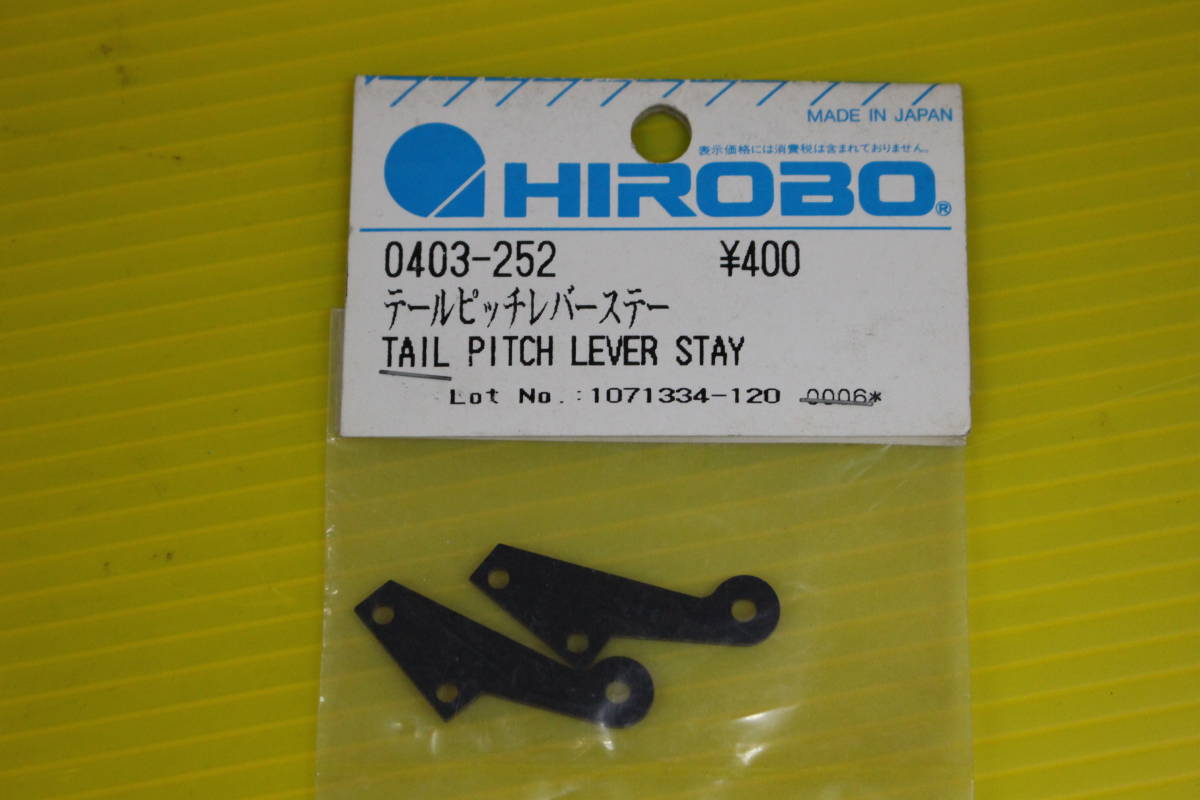 MADE IN JAPAN
表示価格には消費税は含まれておりません。
HIROBO®
0403-252 ¥400
テールピッチレバーステー
TAIL PITCH LEVER STAY
Lot No.:1071334-120 0006*